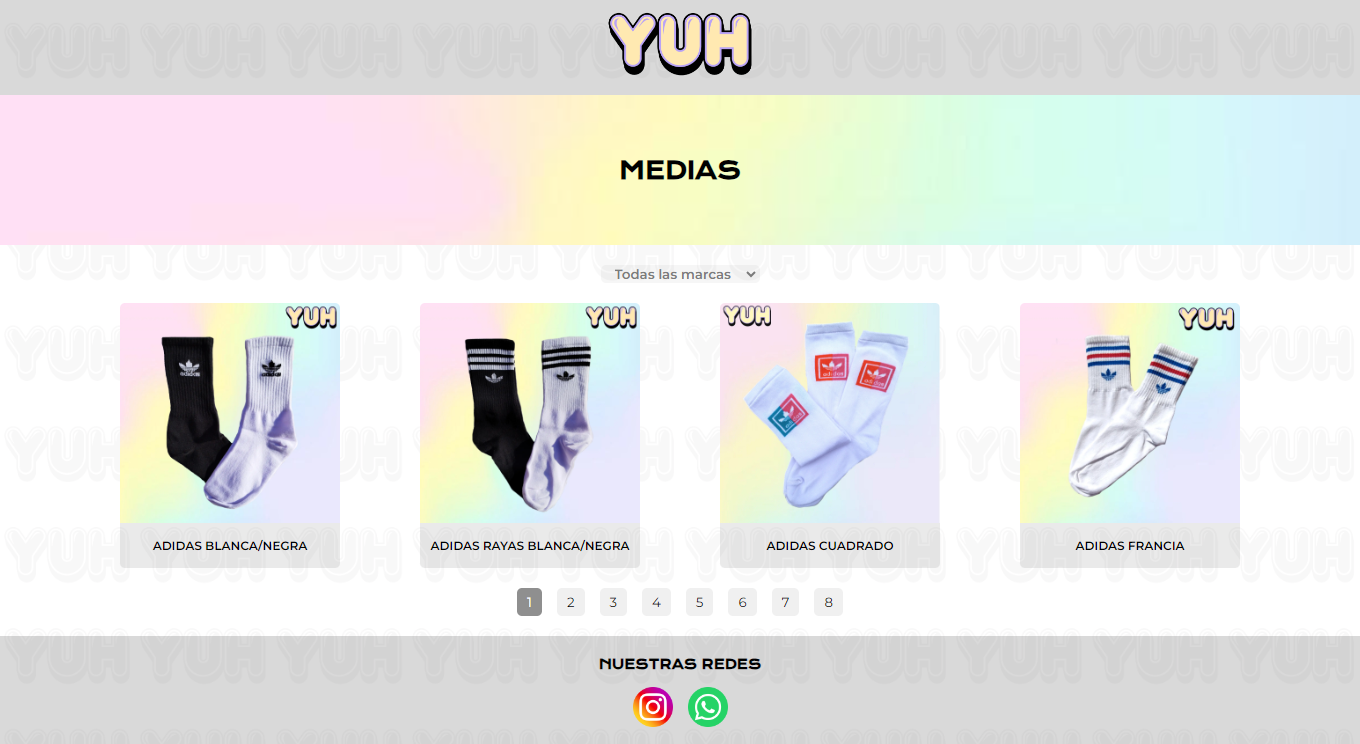 YUH
MEDIAS
Todas las marcas
YUH
YUH
YUH
YUH
ADIDAS BLANCA/NEGRA
ADIDAS RAYAS BLANCA/NEGRA
ADIDAS CUADRADO
ADIDAS FRANCIA
1 2 3 4 5 6 7 8
NUESTRAS REDES